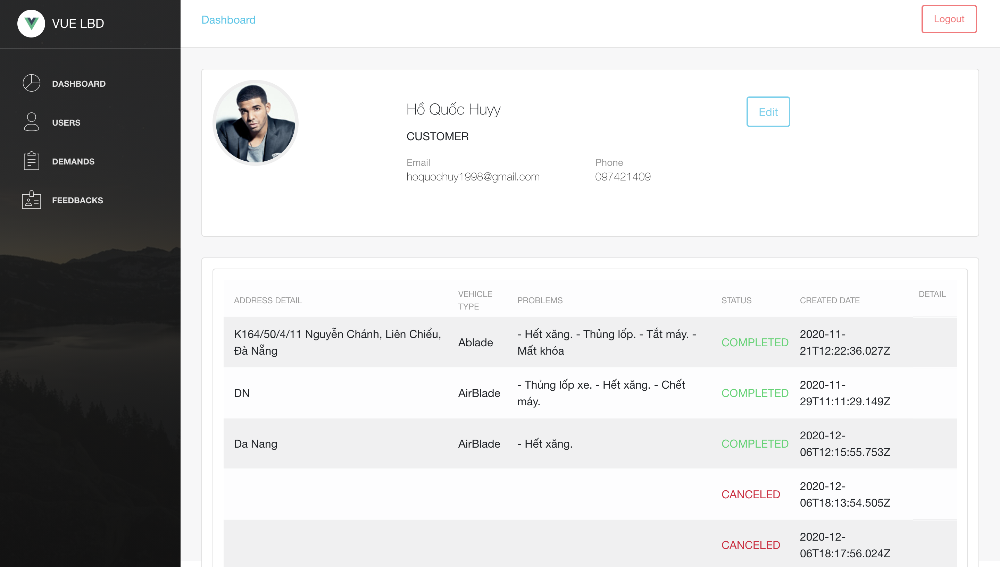 VUE LBD
Dashboard
Logout
DASHBOARD
USERS
DEMANDS
FEEDBACKS
Hồ Quốc Huyy
Edit
CUSTOMER
Email
Phone
hoquochuy1998@gmail.com
097421409
ADDRESS DETAIL
VEHICLE
TYPE
PROBLEMS
STATUS
CREATED DATE
DETAIL
K164/50/4/11 Nguyễn Chánh, Liên Chiểu,
Đà Nẵng
Ablade
- Hết xăng. - Thủng lốp. - Tắt máy. -
Mất khóa
COMPLETED
2020-11-
21T12:22:36.027Z
DN
AirBlade
- Thủng lốp xe. - Hết xăng. - Chết
máy.
COMPLETED
2020-11-
29T11:11:29.149Z
Da Nang
AirBlade
- Hết xăng.
COMPLETED
2020-12-
06T12:15:55.753Z
CANCELED
2020-12-
06T18:13:54.505Z
CANCELED
2020-12-
06T18:17:56.024Z